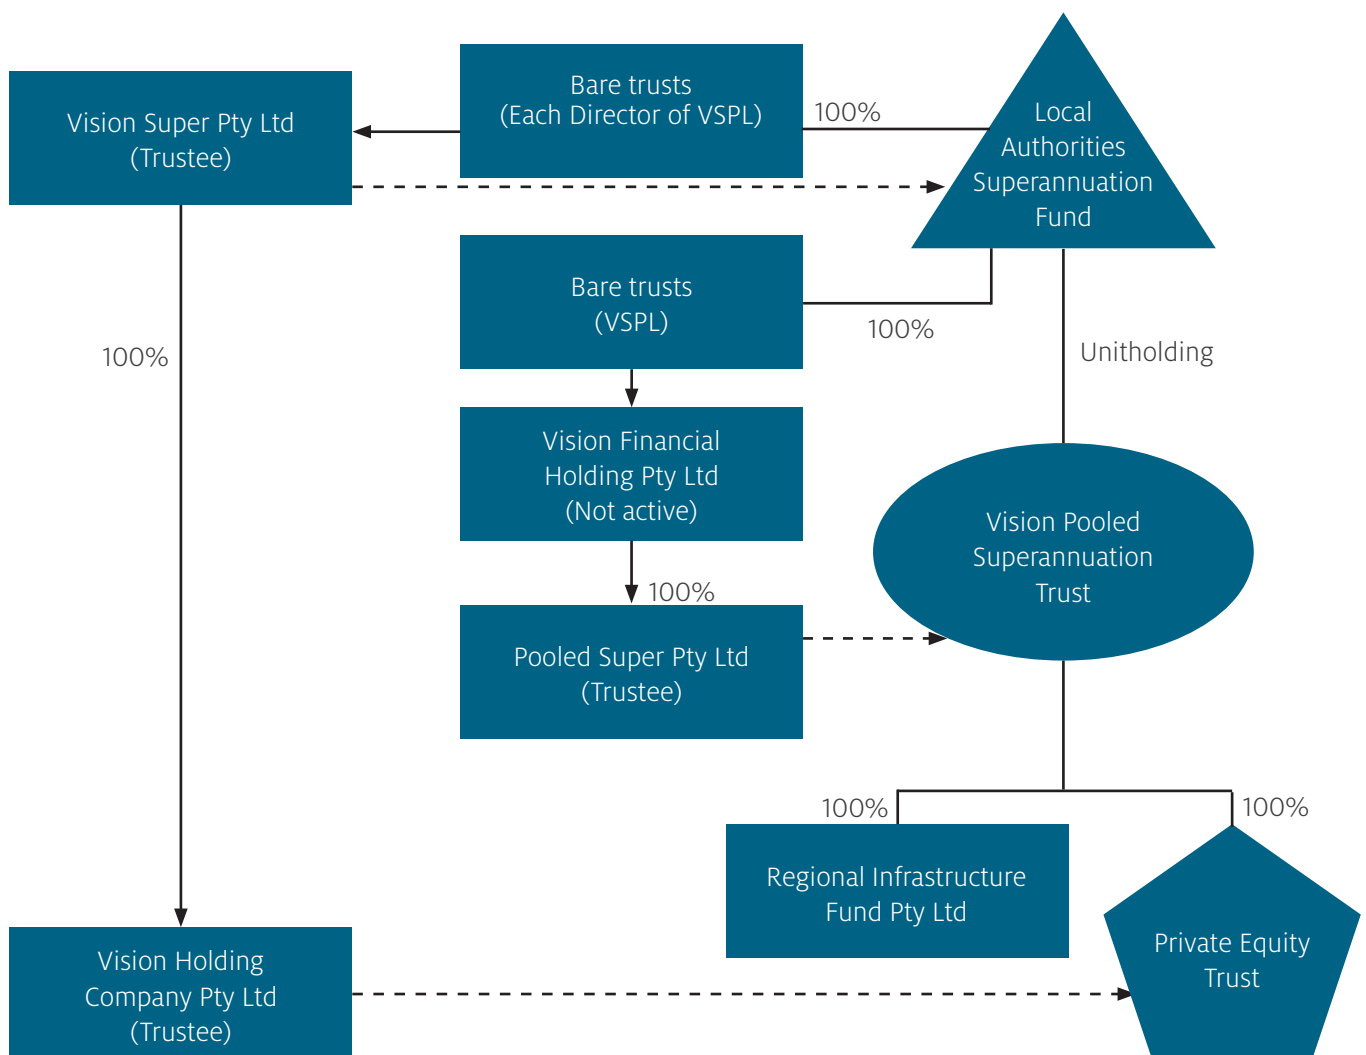 Bare trusts
(Each Director of VSPL)
100%
Local
Authorities
Superannuation
Fund
Vision Super Pty Ltd
(Trustee)
Bare trusts
(VSPL)
100%
100%
Unitholding
Vision Financial
Holding Pty Ltd
(Not active)
100%
Vision Pooled
Superannuation
Trust
Pooled Super Pty Ltd
(Trustee)
100%
100%
Regional Infrastructure
Fund Pty Ltd
Private Equity
Trust
Vision Holding
Company Pty Ltd
(Trustee)